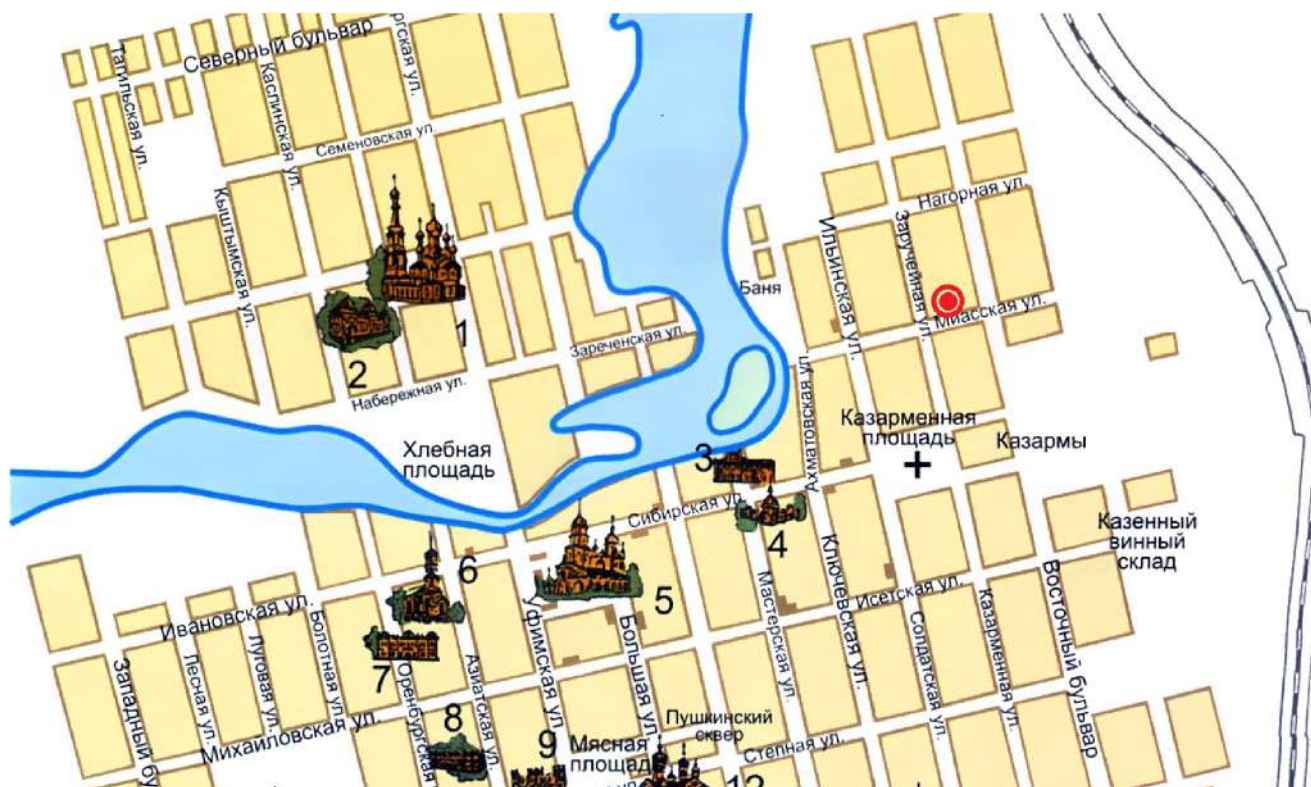 Северный бульвар
Тагильская ул.
Каслинская ул.
ргская ул.
Семеновская ул.
Кыштымская ул.
Нагорная ул.
Ильинская ул.
Заручейная ул.
Баня
Миасская ул.
1
Зареченская ул.
2
Набережная ул.
Ахматовская ул.
Казарменная
площадь
Казармы
Хлебная
площадь
3
Сибирская ул.
4
Казенный
винный
склад
6
5
Ивановская ул.
Уфимская ул.
Большая ул.
Мастерская ул.
Ключевская ул.
Исетская ул.
Солдатская ул.
Казарменная ул.
Восточный бульвар
Западный бу
Лесная ул.
Луговая ул.
Болотная ул.
7
Оренбургская
Азиатская ул.
Михайловская ул.
8
9
Мясная
площадь
Пушкинский
сквер
Степная ул.
12